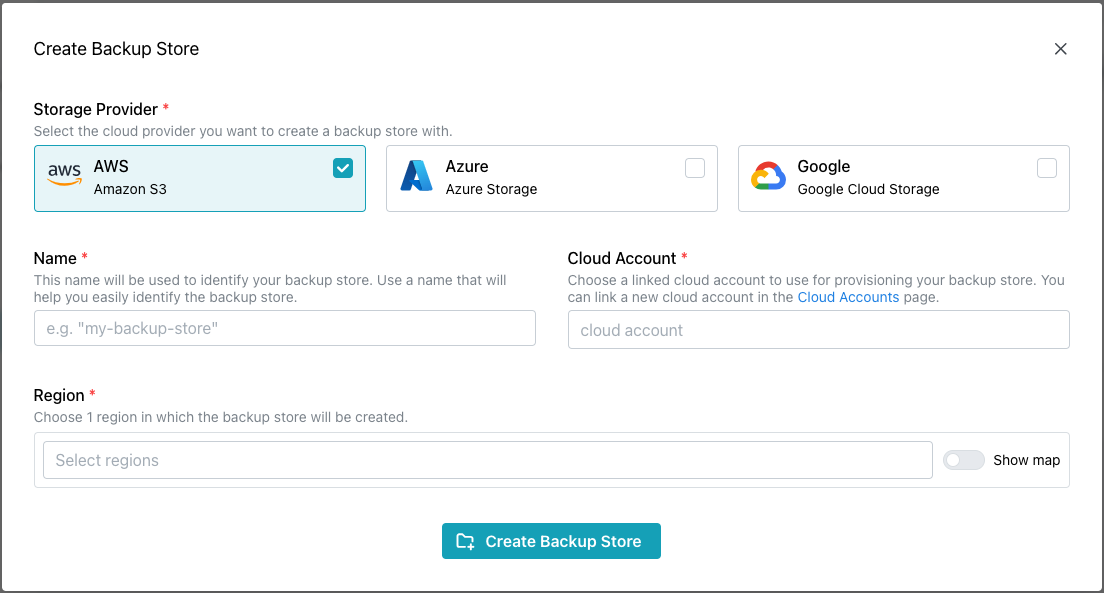 Create Backup Store
Storage Provider *
Select the cloud provider you want to create a backup store with.
aws
AWS
Amazon S3
Azure
Azure Storage
Google
Google Cloud Storage
Name *
This name will be used to identify your backup store. Use a name that will
help you easily identify the backup store.
e.g. "my-backup-store"
Cloud Account *
Choose a linked cloud account to use for provisioning your backup store. You
can link a new cloud account in the Cloud Accounts page.
cloud account
Region *
Choose 1 region in which the backup store will be created.
Select regions
Show map
Create Backup Store